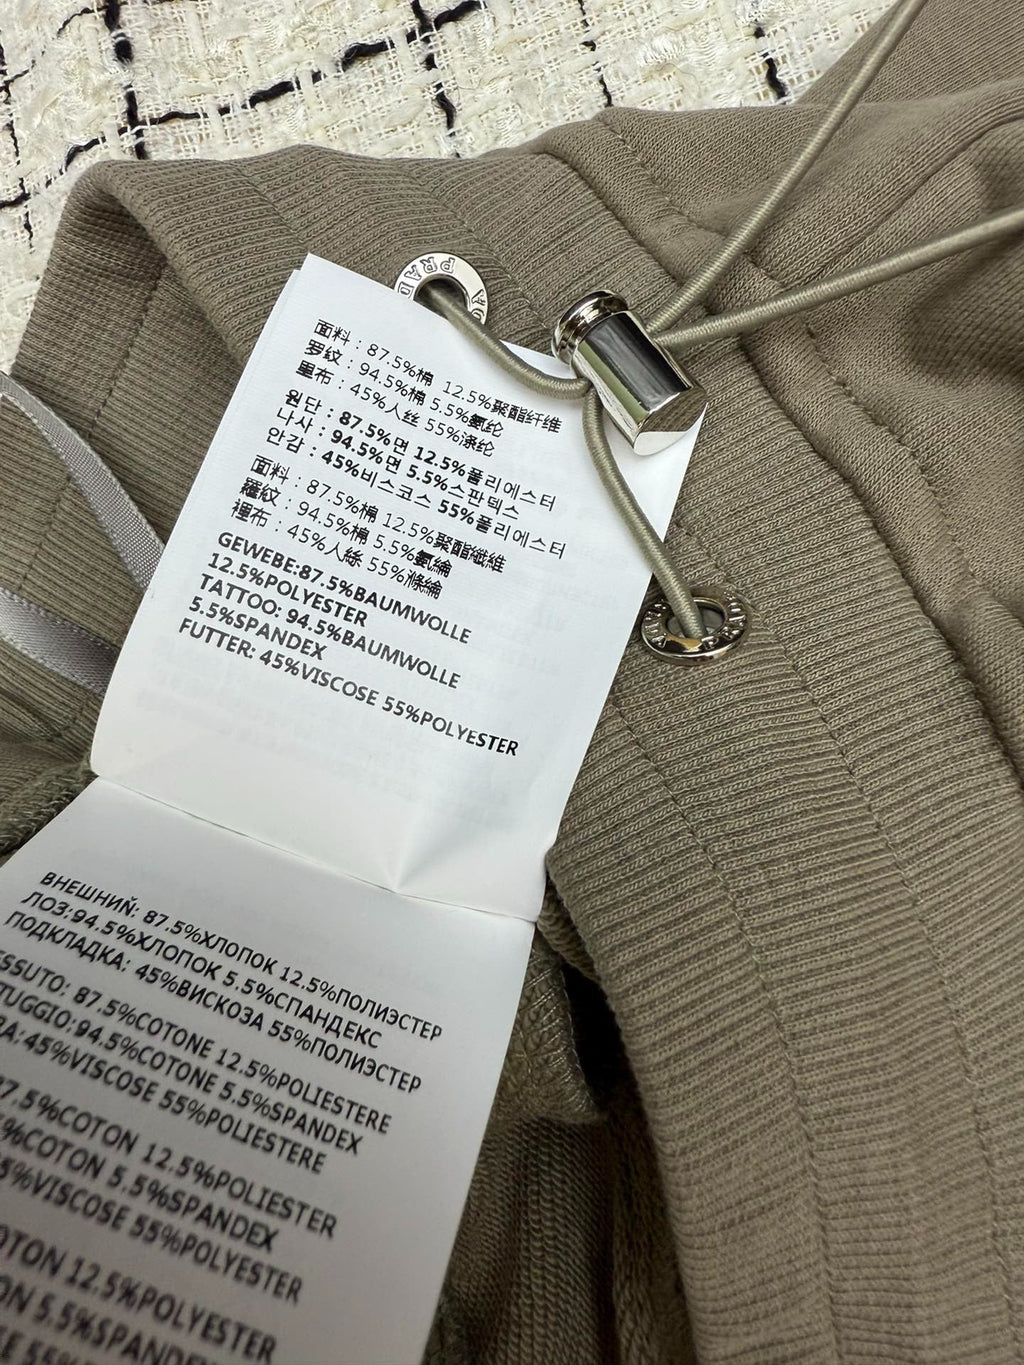 PRADA
面料：87.5%棉 12.5%聚酯纤维
罗纹：94.5%棉 5.5%氨纶
里布：45%人丝 55%涤纶
원단：87.5%면 12.5%폴리에스터
나사：94.5%면 5.5%스판텍스
안감：45%비스코스 55%폴리에스터
面料：87.5%棉 12.5%聚酯纖維
羅紋：94.5%棉 5.5%氨綸
裡布：45%人絲 55%滌綸
GEWEBE:87.5%BAUMWOLLE
12.5%POLYESTER
TATTOO: 94.5%BAUMWOLLE
5.5%SPANDEX
FUTTER: 45%VISCOSE 55%POLYESTER
ВНЕШНИЙ: 87.5%ХЛОПОК 12.5%ПОЛИЭСТЕР
ЛОЗ:94.5%ХЛОПОК 5.5%СПАНДЕКС
ПОДКЛАДКА: 45%ВИСКОЗА 55%ПОЛИЭСТЕР
ESSUTO: 87.5%COTONE 12.5%POLIESTERE
TUGGIO:94.5%COTONE 5.5%SPANDEX
RA:45%VISCOSE 55%POLIESTERE
7.5%COTON 12.5%POLIESTER
%COTON 5.5%SPANDEX
5%VISCOSE 55%POLYESTER
OTON 12.5%POLYESTER
ON 5.5%SPANDEX